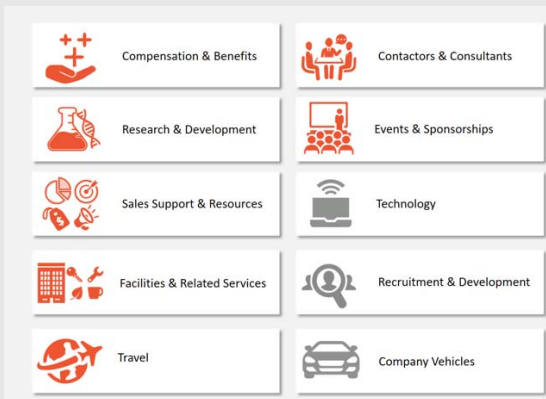 Compensation & Benefits
Contactors & Consultants
Research & Development
Events & Sponsorships
Sales Support & Resources
Technology
Facilities & Related Services
Recruitment & Development
Travel
Company Vehicles